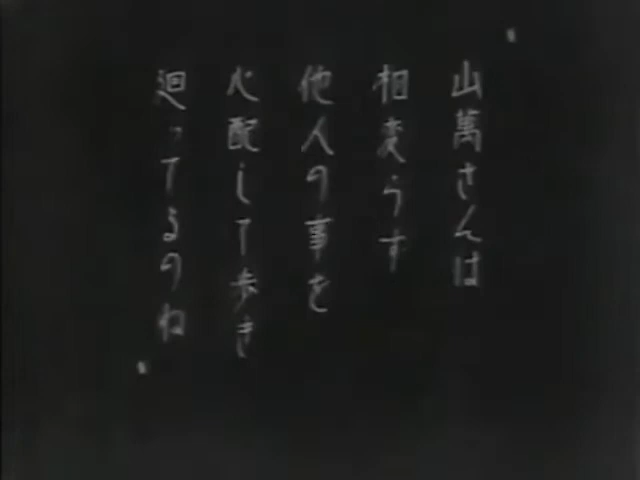 山萬さんは
相変らず
他人の事を
心配して歩き
廻ってるのね